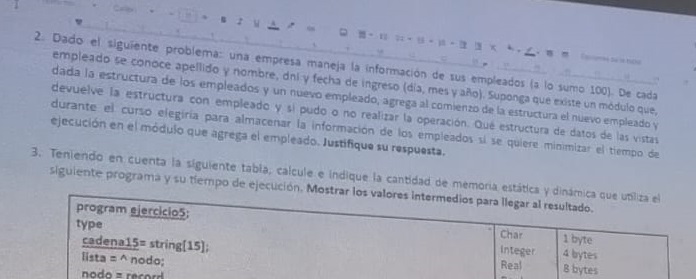 2. Dado el siguiente problema: una empresa maneja la información de sus empleados (a lo sumo 100). De cada
empleado se conoce apellido y nombre, dni y fecha de ingreso (día, mes y año). Suponga que existe un módulo que,
dada la estructura de los empleados y un nuevo empleado, agrega al comienzo de la estructura el nuevo empleado y
devuelve la estructura con empleado y si pudo o no realizar la operación. Qué estructura de datos de las vistas
durante el curso elegiría para almacenar la información de los empleados si se quiere minimizar el tiempo de
ejecución en el módulo que agrega el empleado. Justifique su respuesta.
3. Teniendo en cuenta la siguiente tabla, calcule e indique la cantidad de memoria estática y dinámica que utiliza el
siguiente programa y su tiempo de ejecución. Mostrar los valores intermedios para llegar al resultado.
program ejercicio5;
type
cadena15= string[15];
lista = ^ nodo;
nodo = record
Char 1 byte
Integer 4 bytes
Real 8 bytes